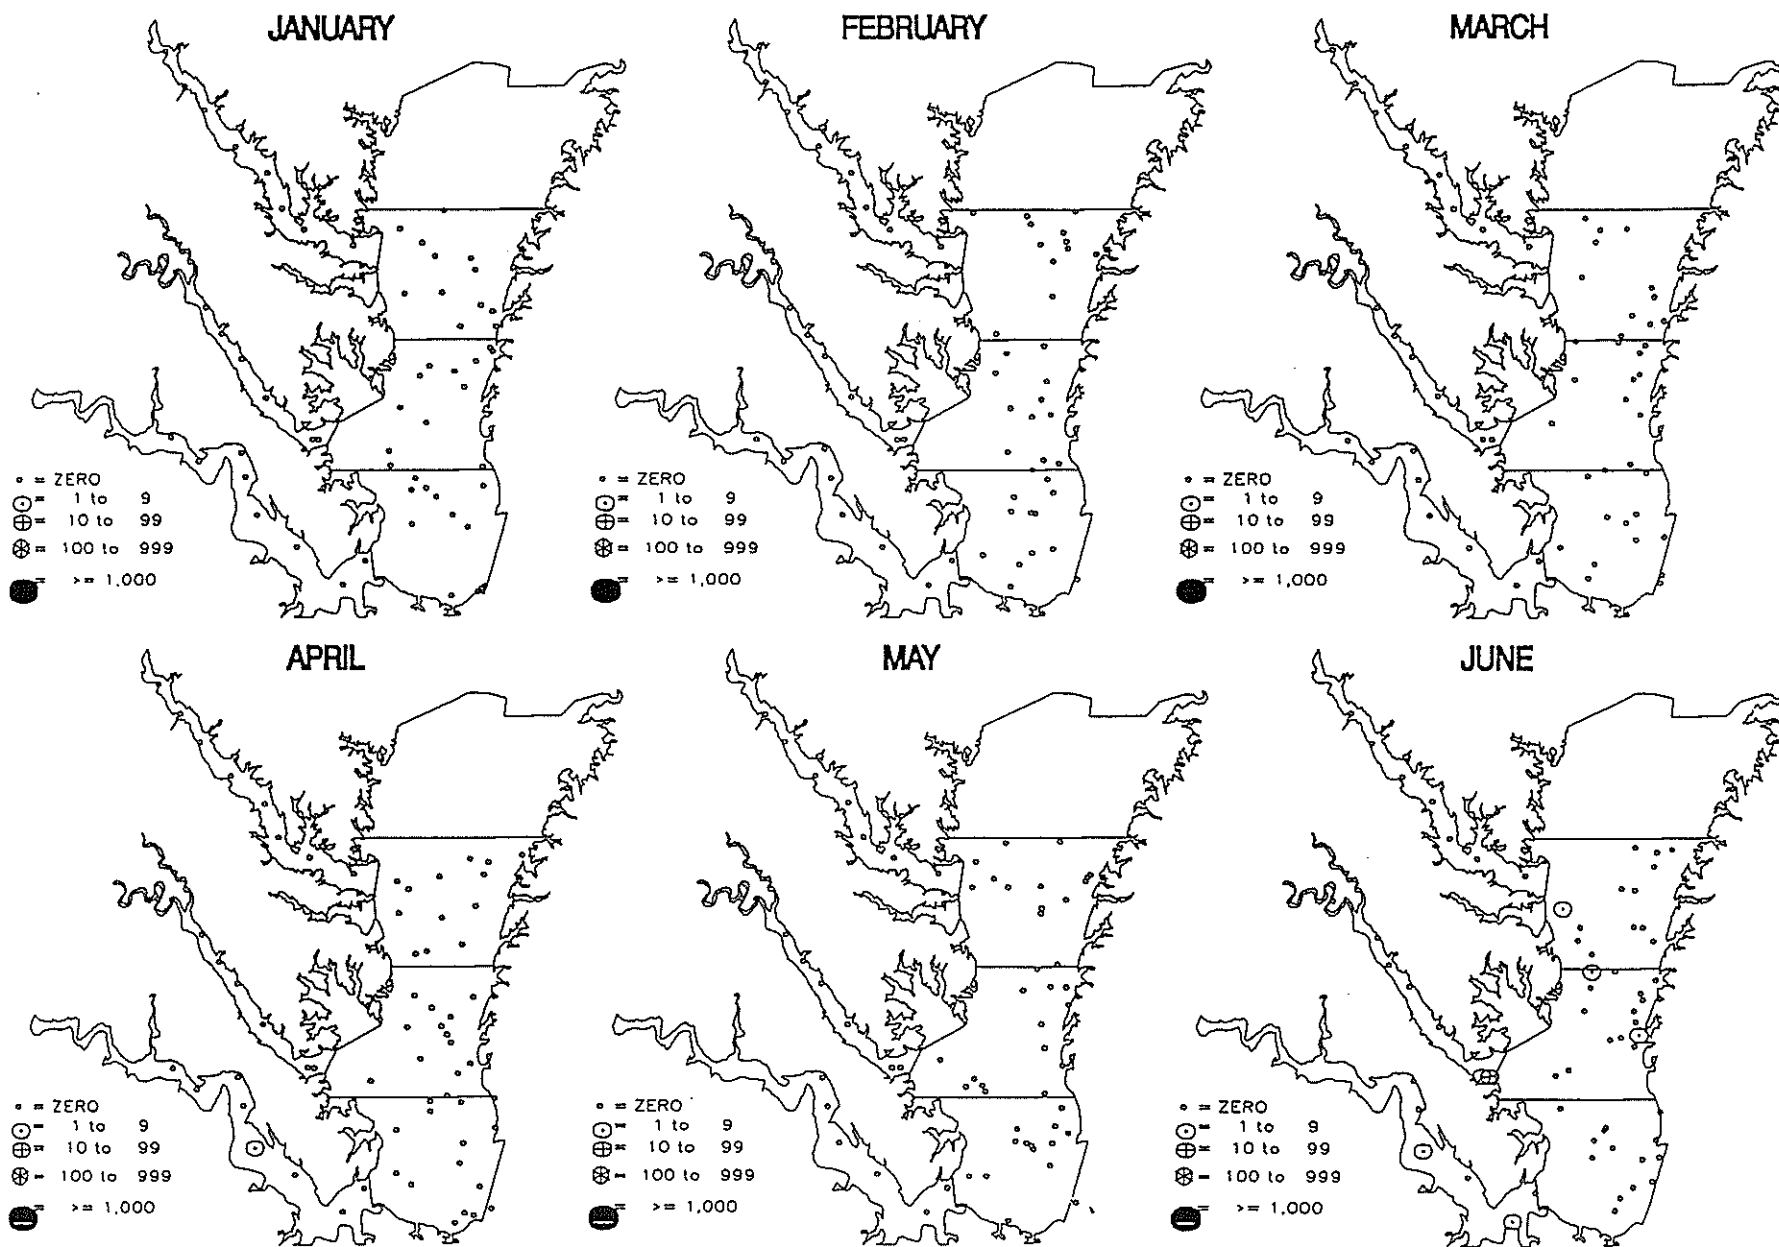 JANUARY
FEBRUARY
MARCH
= ZERO
= 1 to 9
= 10 to 99
= 100 to 999
= >= 1,000
= ZERO
= 1 to 9
= 10 to 99
= 100 to 999
= >= 1,000
= ZERO
= 1 to 9
= 10 to 99
= 100 to 999
= >= 1,000
APRIL
MAY
JUNE
= ZERO
= 1 to 9
= 10 to 99
= 100 to 999
= >= 1,000
= ZERO
= 1 to 9
= 10 to 99
= 100 to 999
= >= 1,000
= ZERO
= 1 to 9
= 10 to 99
= 100 to 999
= >= 1,000